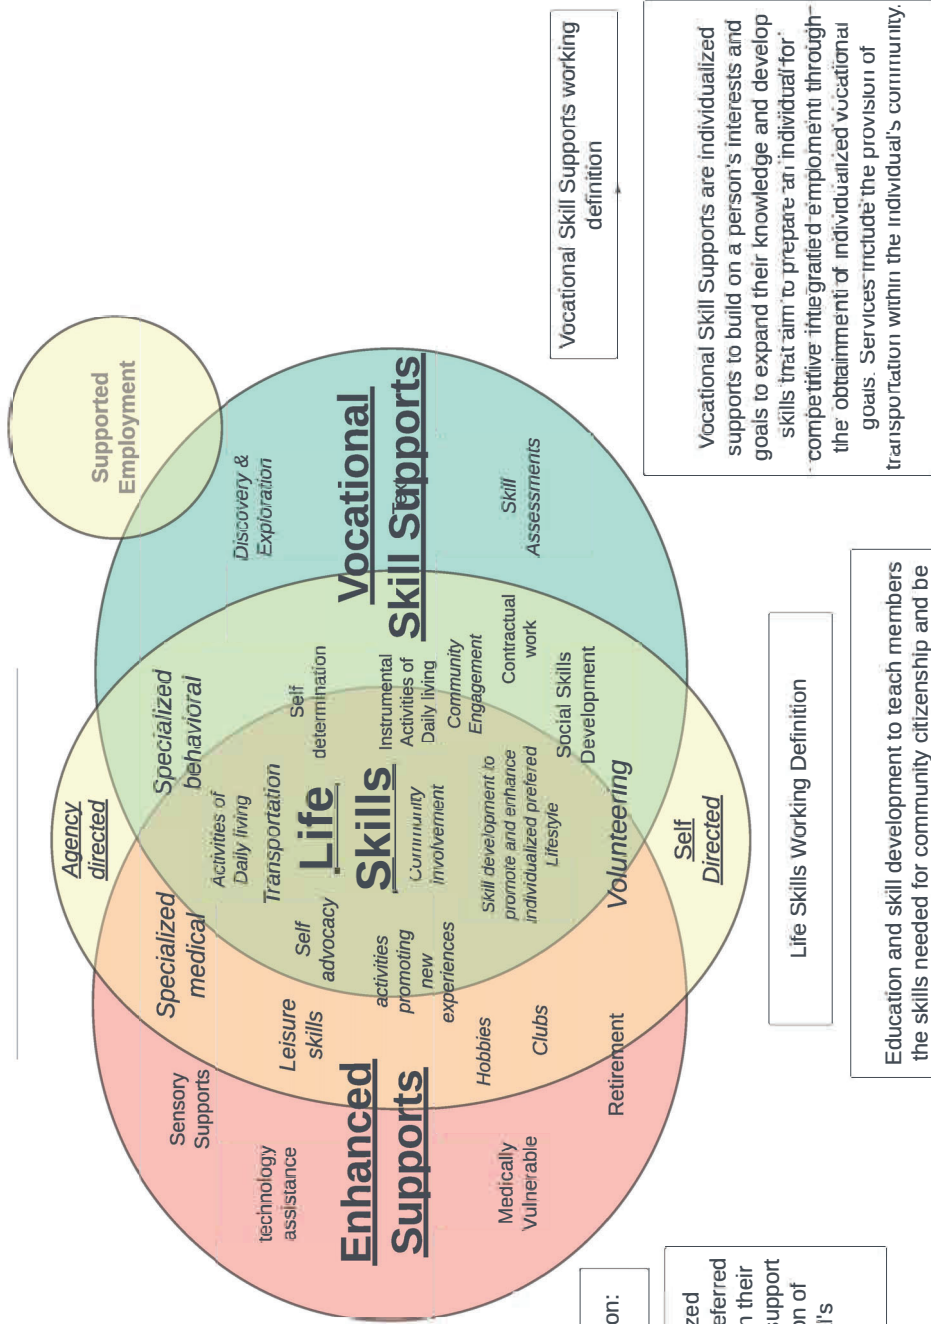 Supported
Employment
Agency
directed
Specialized
medical
Specialized
behavioral
Sensory
Supports
technology
assistance
Leisure
skills
Self
advocacy
Activities of
Daily living
Transportation
Self
determination
Discovery &
Exploration
Enhanced
Supports
Life
Skills
Vocational
Skill Supports
Text
activities
promoting
new
experiences
Community
involvement
Instrumental
Activities of
Daily living
Community
Engagement
Contractual
work
Skill
Assessments
Medically
Vulnerable
Hobbies
Clubs
Skill development to
promote and enhance
individualized prefered
Lifestyle
Social Skills
Development
Retirement
Volunteering
Self
Directed
Vocational Skill Supports working
definition
Vocational Skill Supports are individualized
supports to build on a person's interests and
goals to expand their knowledge and develop
skills that aim to prepare an individual for
competitive integratied employment through
the obtainmenti of individualized vocational
goals. Services include the provision of
transportation within the individual's community.
Life Skills Working Definition
Education and skill development to teach members
the skills needed for community citizenship and be
on:
zed
eferred
n their
support
on of
l's